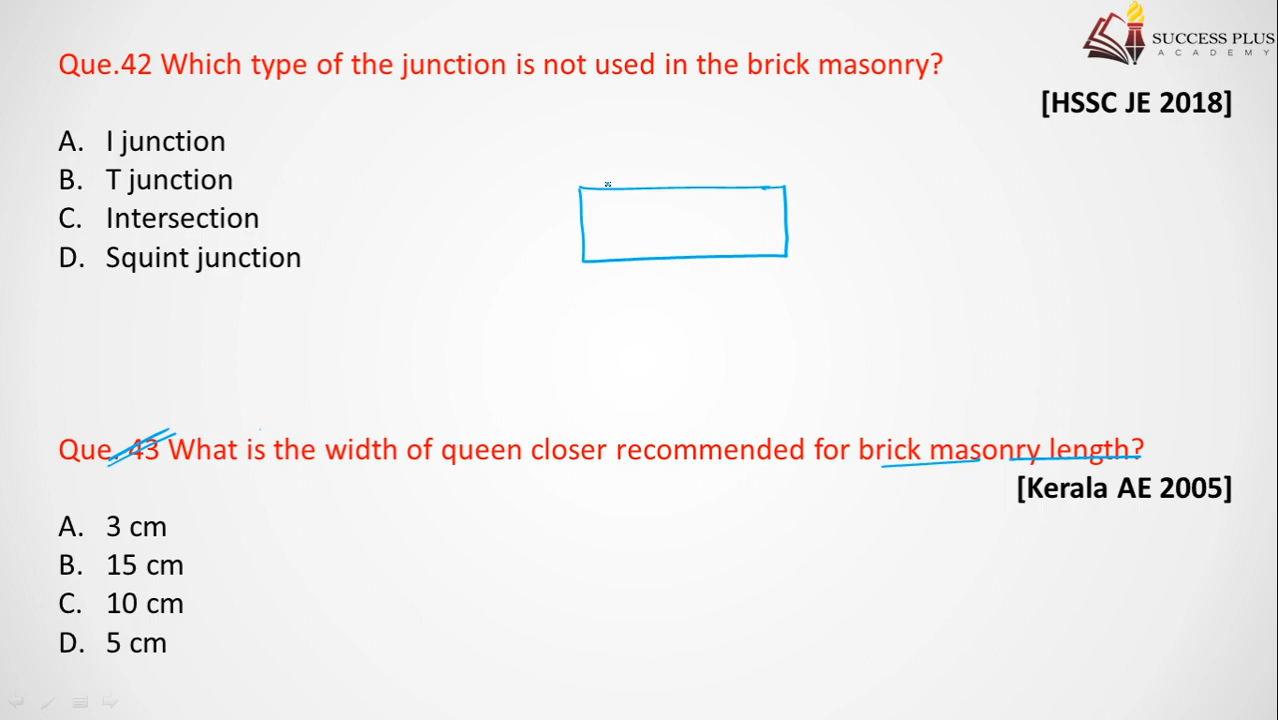 SUCCESS PLUS
ACADEMY
Que.42 Which type of the junction is not used in the brick masonry?
[HSSC JE 2018]
A. I junction
B. T junction
C. Intersection
D. Squint junction
Que. 43 What is the width of queen closer recommended for brick masonry length?
[Kerala AE 2005]
A. 3 cm
B. 15 cm
C. 10 cm
D. 5 cm